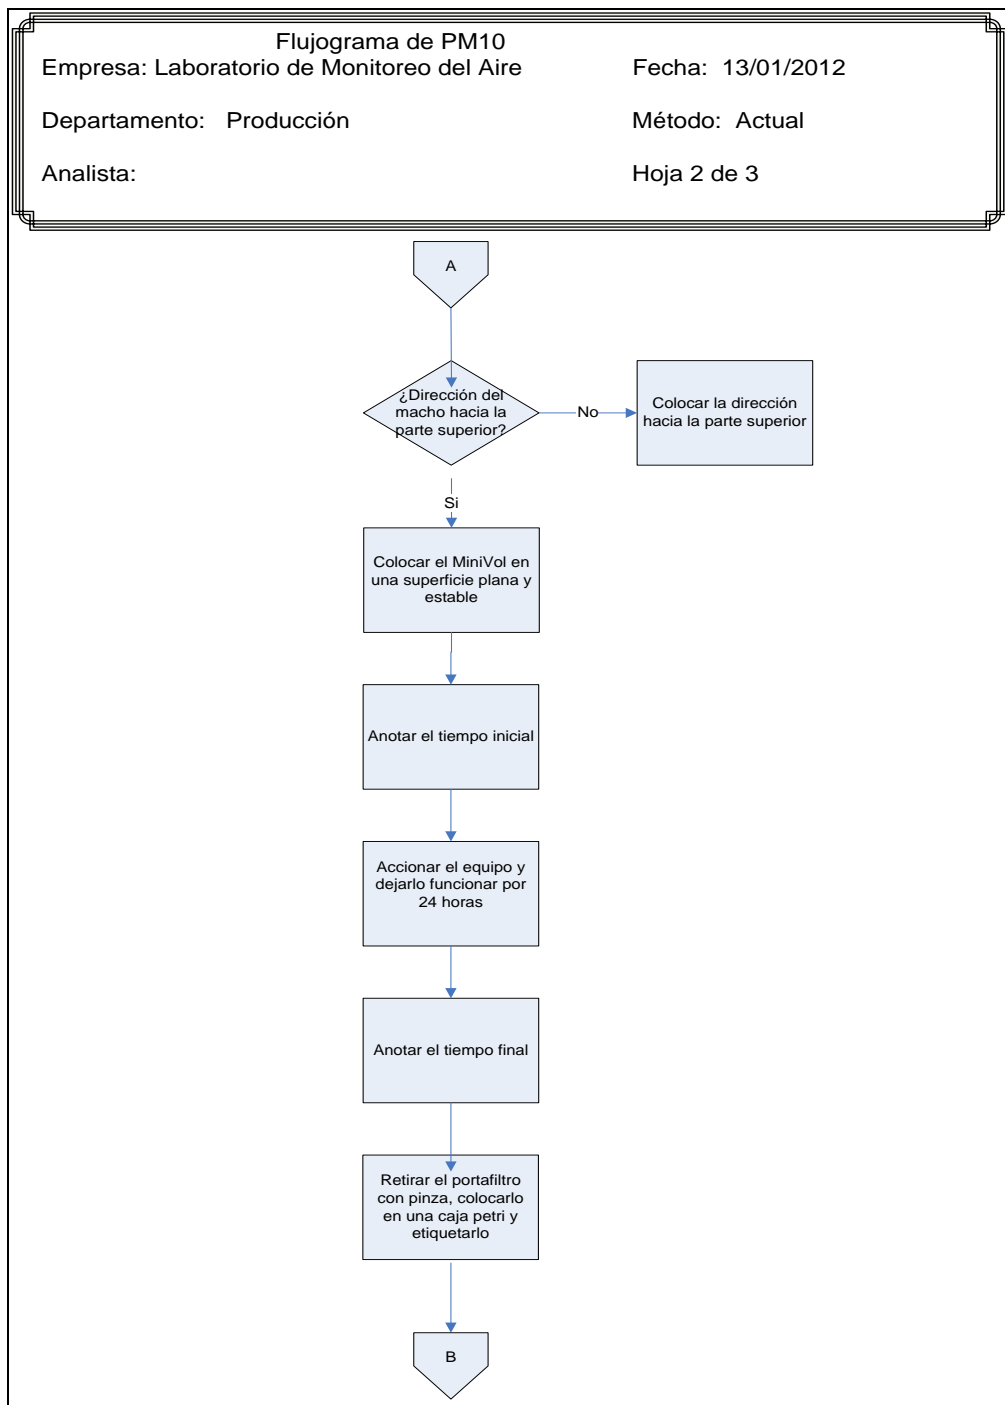 Flujograma de PM10
Empresa: Laboratorio de Monitoreo del Aire Fecha: 13/01/2012
Departamento: Producción Método: Actual
Analista: Hoja 2 de 3
A
¿Dirección del
macho hacia la
parte superior?
No
Colocar la dirección
hacia la parte superior
Si
Colocar el MiniVol en
una superficie plana y
estable
Anotar el tiempo inicial
Accionar el equipo y
dejarlo funcionar por
24 horas
Anotar el tiempo final
Retirar el portafiltro
con pinza, colocarlo
en una caja petri y
etiquetarlo
B